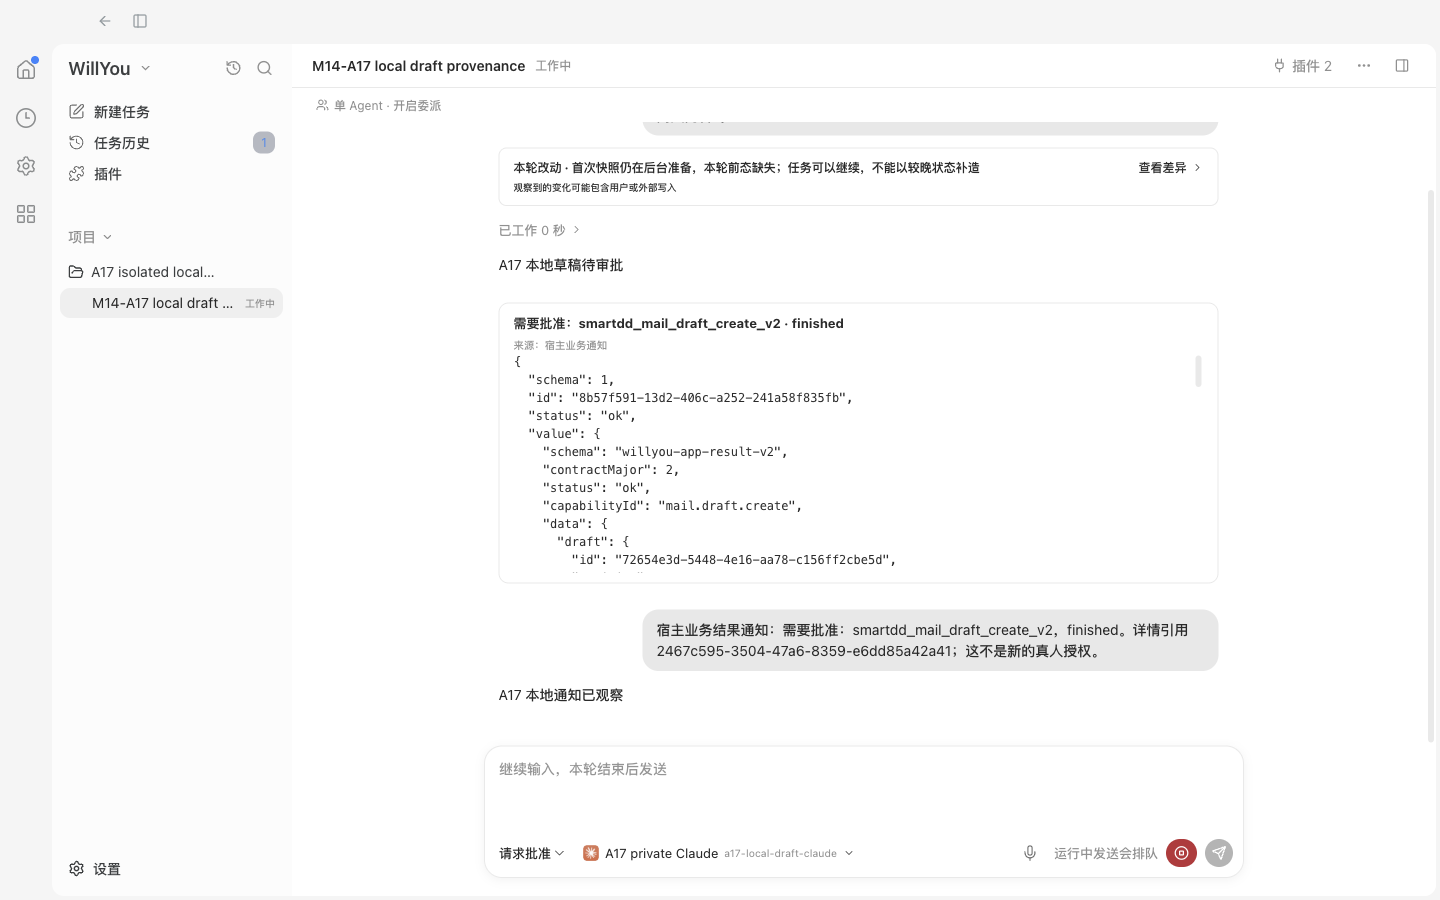 WillYou
新建任务
任务历史 1
插件
项目
A17 isolated local...
M14-A17 local draft ... 工作中
设置
M14-A17 local draft provenance 工作中
插件 2
单 Agent · 开启委派
本轮改动 · 首次快照仍在后台准备，本轮前态缺失；任务可以继续，不能以较晚状态补造
查看差异
观察到的变化可能包含用户或外部写入
已工作 0 秒
A17 本地草稿待审批
需要批准：smartdd_mail_draft_create_v2 · finished
来源：宿主业务通知
{
"schema": 1,
"id": "8b57f591-13d2-406c-a252-241a58f835fb",
"status": "ok",
"value": {
"schema": "willyou-app-result-v2",
"contractMajor": 2,
"status": "ok",
"capabilityId": "mail.draft.create",
"data": {
"draft": {
"id": "72654e3d-5448-4e16-aa78-c156ff2cbe5d",
宿主业务结果通知：需要批准：smartdd_mail_draft_create_v2，finished。详情引用
2467c595-3504-47a6-8359-e6dd85a42a41；这不是新的真人授权。
A17 本地通知已观察
继续输入，本轮结束后发送
请求批准
A17 private Claude a17-local-draft-claude
运行中发送会排队